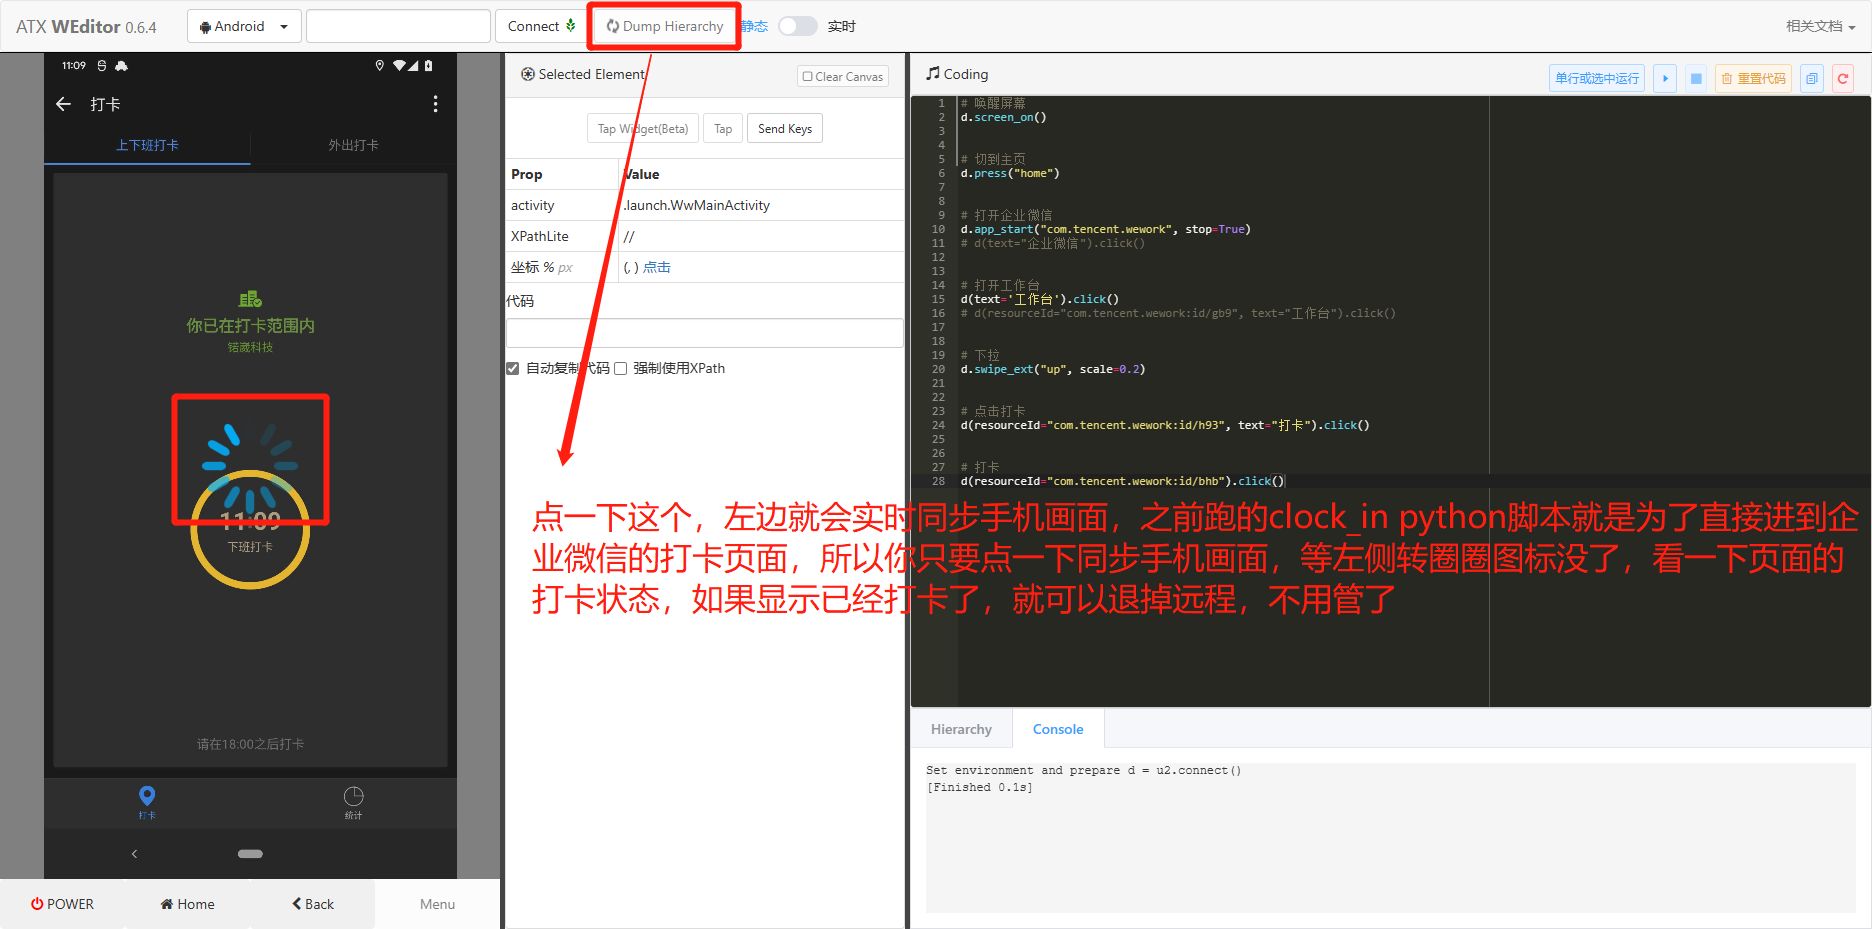 ATX WEditor 0.6.4
Android
Connect
Dump Hierarchy
静态
实时
相关文档
11:09
打卡
上下班打卡
外出打卡
你已在打卡范围内
锘崴科技
11:09
下班打卡
请在18:00之后打卡
打卡
统计
POWER
Home
Back
Menu
Selected Element
Clear Canvas
Tap Widget(Beta)
Tap
Send Keys
Prop
Value
activity
.launch.WwMainActivity
XPathLite
//
坐标 % px
(, ) 点击
代码
自动复制代码
强制使用XPath
Coding
单行或选中运行
重置代码
1 # 唤醒屏幕
2 d.screen_on()
3
4
5 # 切到主页
6 d.press("home")
7
8
9 # 打开企业微信
10 d.app_start("com.tencent.wework", stop=True)
11 # d(text="企业微信").click()
12
13
14 # 打开工作台
15 d(text='工作台').click()
16 # d(resourceId="com.tencent.wework:id/gb9", text="工作台").click()
17
18
19 # 下拉
20 d.swipe_ext("up", scale=0.2)
21
22
23 # 点击打卡
24 d(resourceId="com.tencent.wework:id/h93", text="打卡").click()
25
26
27 # 打卡
28 d(resourceId="com.tencent.wework:id/bhb").click()
点一下这个，左边就会实时同步手机画面，之前跑的clock_in python脚本就是为了直接进到企
业微信的打卡页面，所以你只要点一下同步手机画面，等左侧转圈圈图标没了，看一下页面的
打卡状态，如果显示已经打卡了，就可以退掉远程，不用管了
Hierarchy
Console
Set environment and prepare d = u2.connect()
[Finished 0.1s]